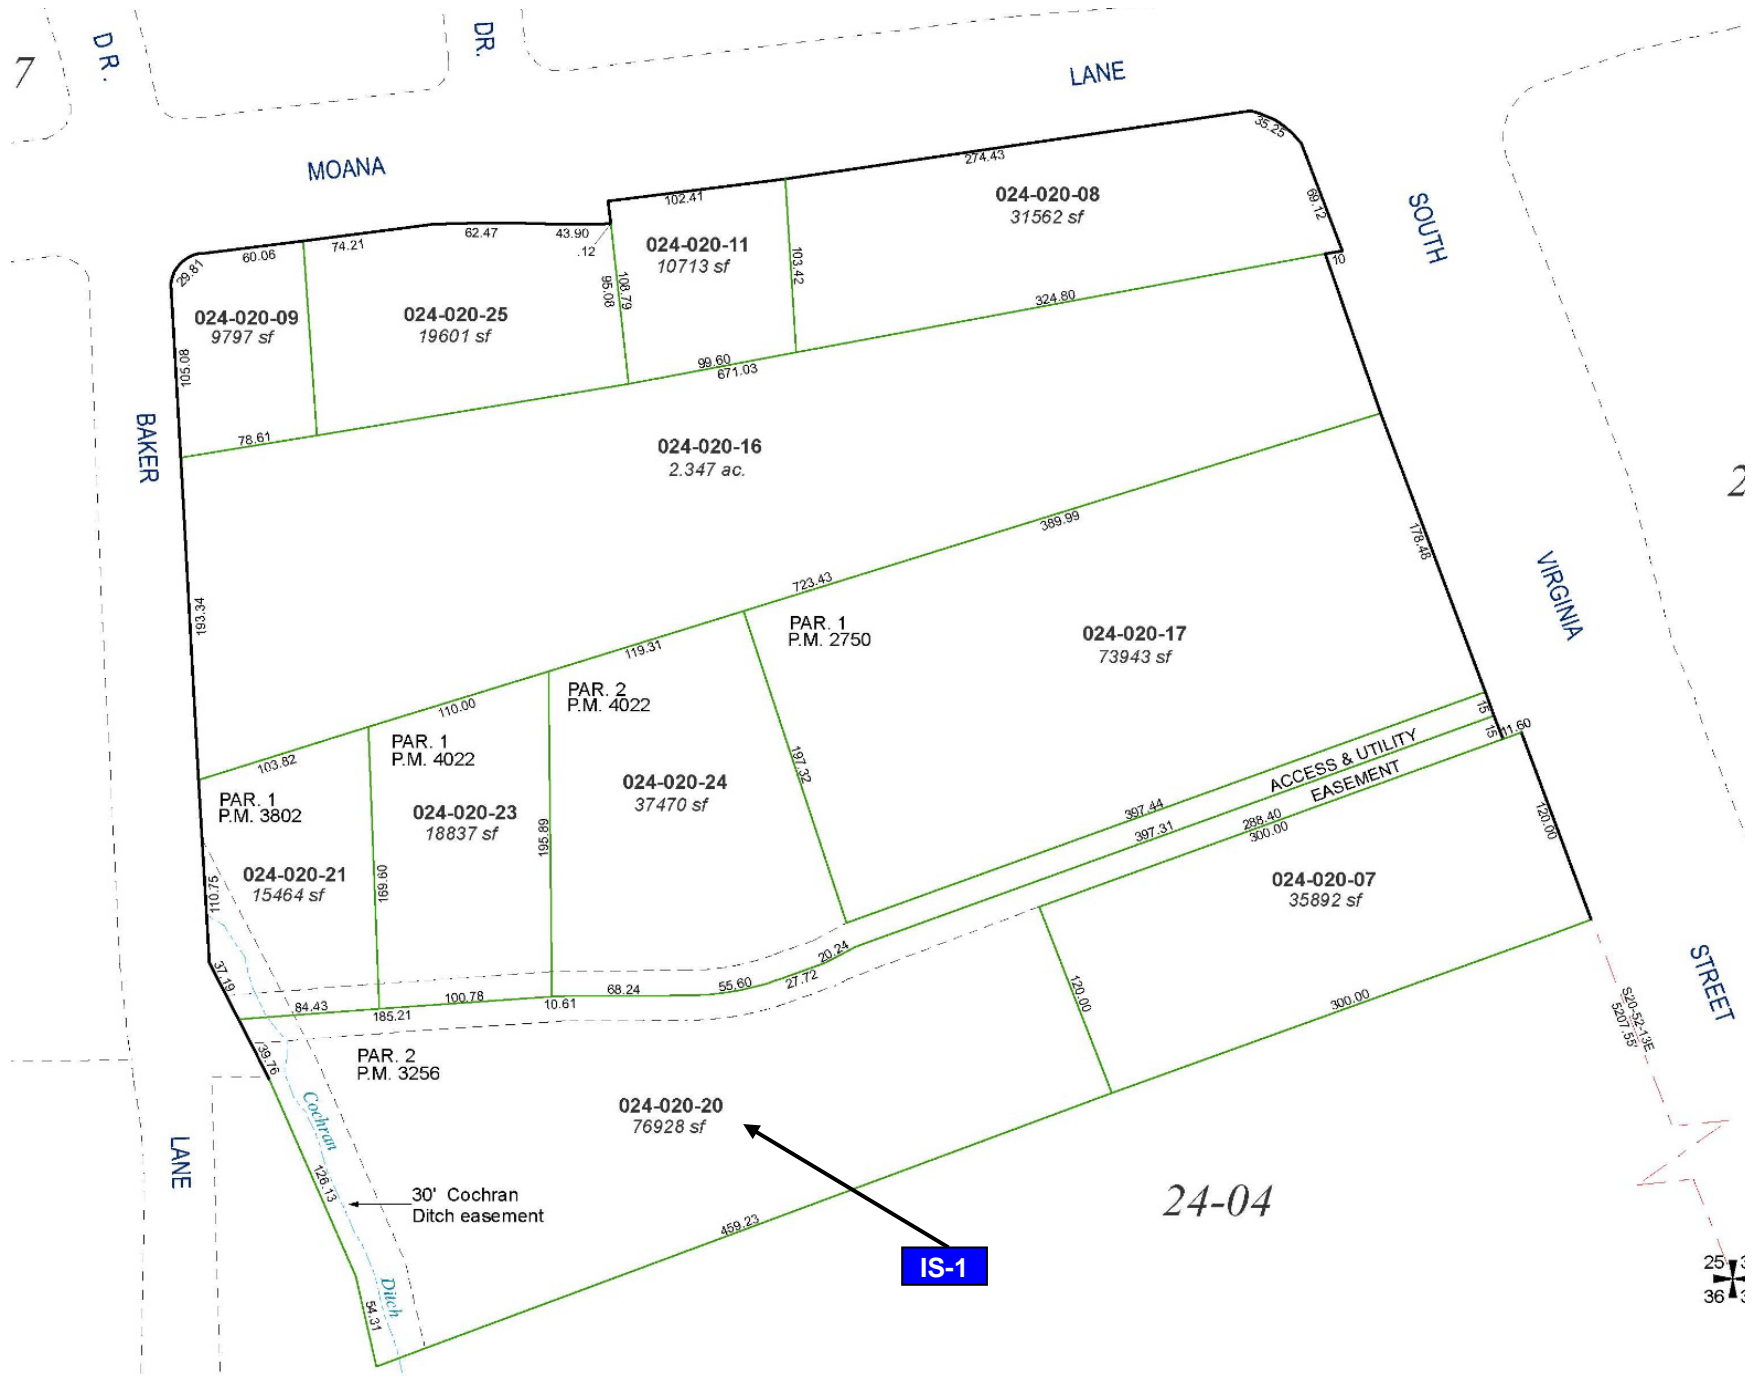 7
DR.
DR.
LANE
MOANA
35.25
274.43
69.12
SOUTH
102.41
024-020-08
31562 sf
62.47
43.90
.12
74.21
60.06
29.81
024-020-11
10713 sf
103.42
10
108.79
95.08
324.80
024-020-09
9797 sf
024-020-25
19601 sf
105.08
99.60
671.03
78.61
BAKER
024-020-16
2.347 ac.
2
389.99
178.48
723.43
193.34
119.31
PAR. 1
P.M. 2750
024-020-17
73943 sf
VIRGINIA
110.00
PAR. 2
P.M. 4022
15
15
11.60
103.82
PAR. 1
P.M. 4022
197.32
ACCESS & UTILITY
EASEMENT
PAR. 1
P.M. 3802
024-020-24
37470 sf
024-020-23
18837 sf
397.44
397.31
288.40
300.00
120.00
195.89
024-020-21
15464 sf
110.75
169.60
024-020-07
35892 sf
37.19
20.24
27.72
55.60
68.24
10.61
100.78
185.21
84.43
120.00
300.00
STREET
S20-52-13E
5207.55'
39.76
PAR. 2
P.M. 3256
Cochran
024-020-20
76928 sf
LANE
126.13
30' Cochran
Ditch easement
24-04
459.23
IS-1
Ditch
54.31
25 3
36 3